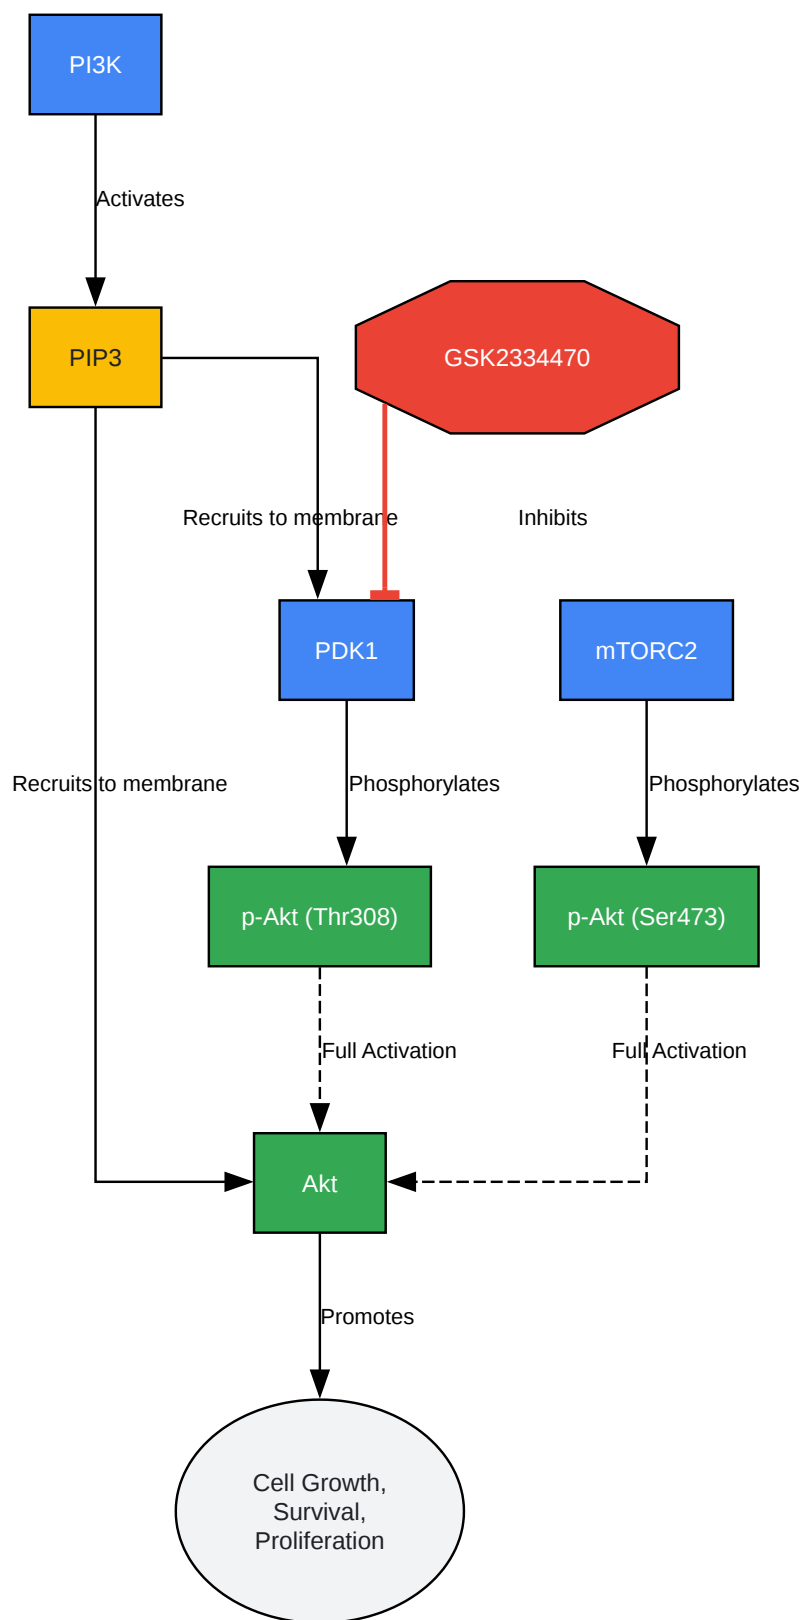 PI3K
Activates
PIP3
GSK2334470
Recruits to membrane
Inhibits
PDK1
mTORC2
Recruits to membrane
Phosphorylates
Phosphorylates
p-Akt (Thr308)
p-Akt (Ser473)
Full Activation
Full Activation
Akt
Promotes
Cell Growth,
Survival,
Proliferation